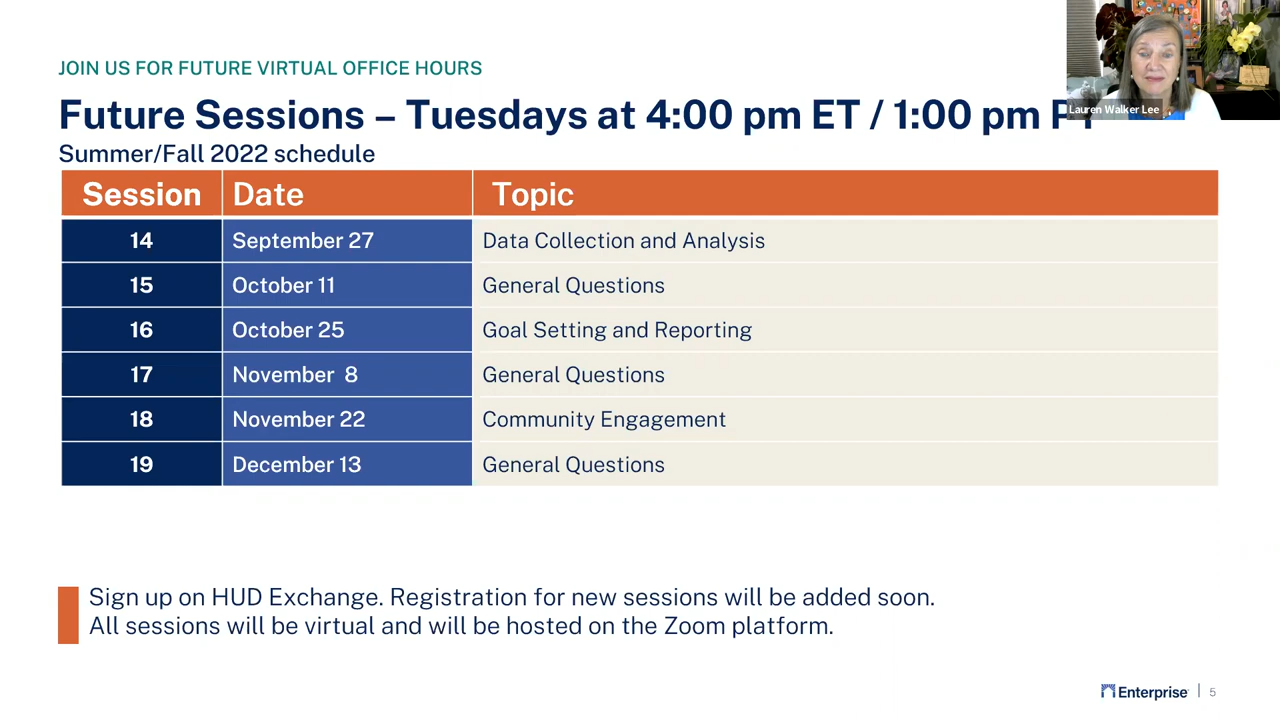 JOIN US FOR FUTURE VIRTUAL OFFICE HOURS
Future Sessions – Tuesdays at 4:00 pm ET / 1:00 pm PT
Lauren Walker Lee
Summer/Fall 2022 schedule
Session Date Topic
14 September 27 Data Collection and Analysis
15 October 11 General Questions
16 October 25 Goal Setting and Reporting
17 November 8 General Questions
18 November 22 Community Engagement
19 December 13 General Questions
Sign up on HUD Exchange. Registration for new sessions will be added soon.
All sessions will be virtual and will be hosted on the Zoom platform.
Enterprise 5